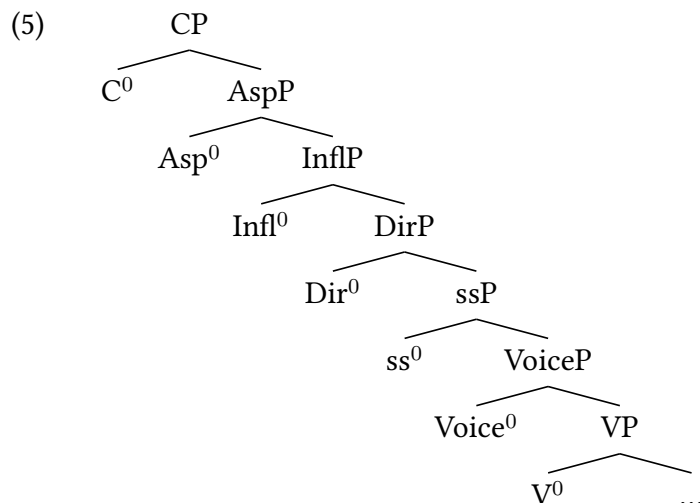 (5) CP
C⁰ AspP
Asp⁰ InflP
Infl⁰ DirP
Dir⁰ ssP
ss⁰ VoiceP
Voice⁰ VP
V⁰ ...